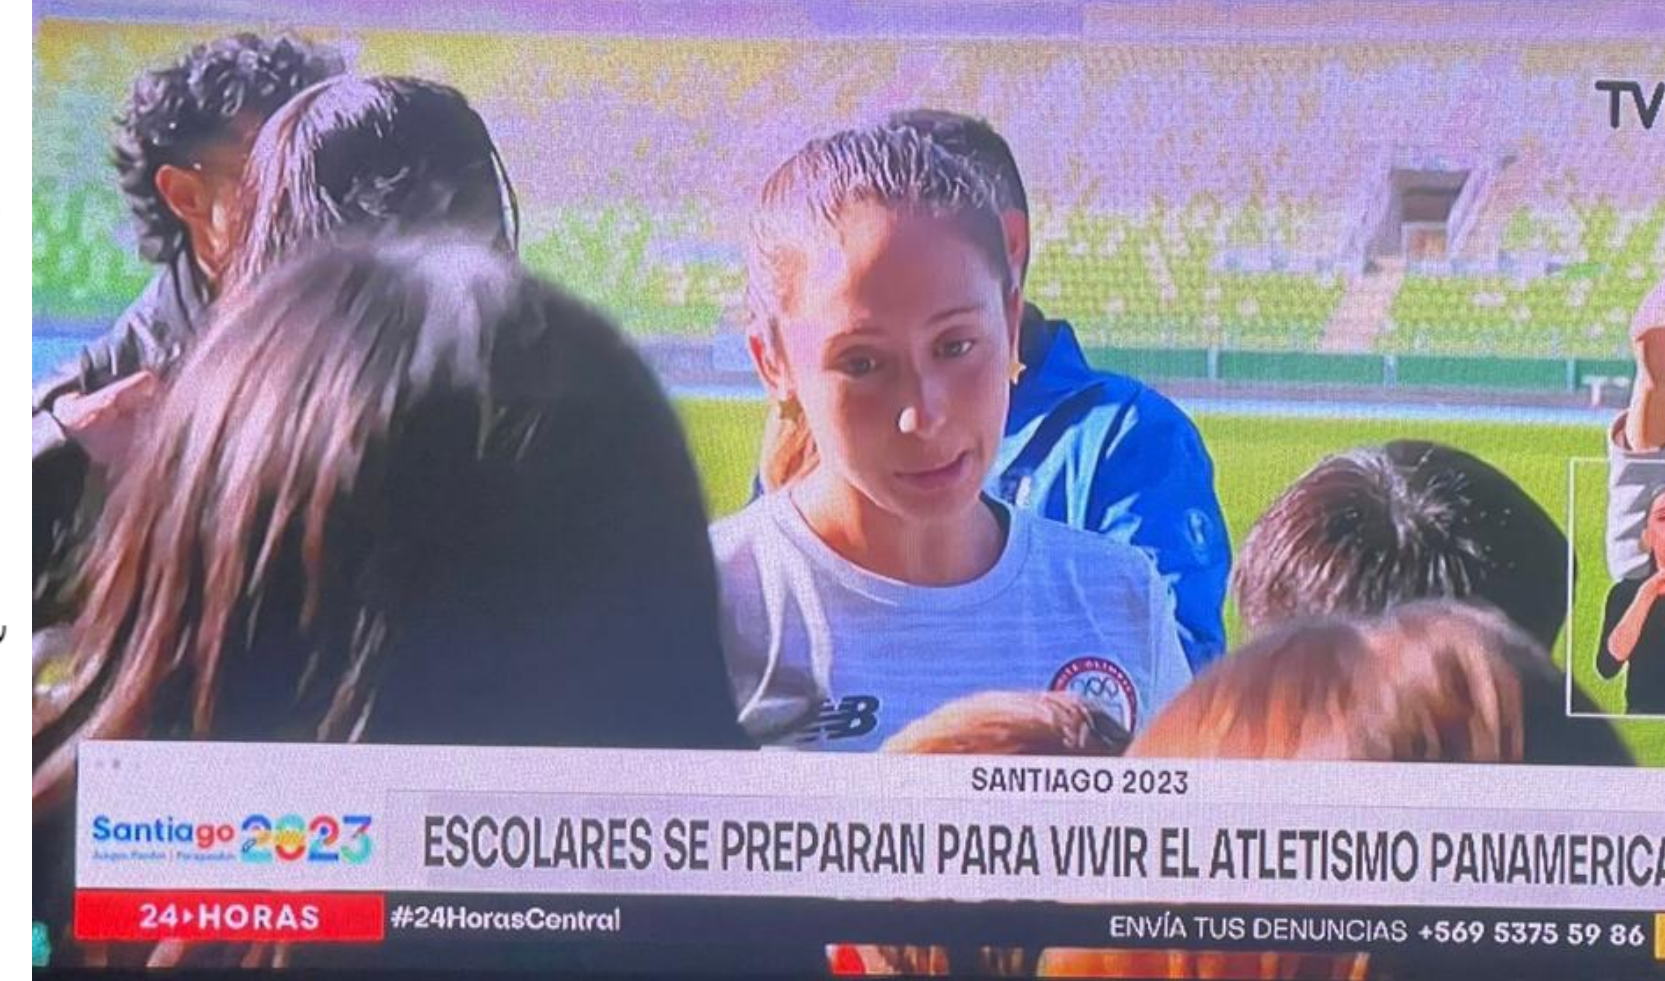 TV
NB
SANTIAGO 2023
Santiago 2023
ESCOLARES SE PREPARAN PARA VIVIR EL ATLETISMO PANAMERICA
24 HORAS
#24HorasCentral
ENVÍA TUS DENUNCIAS +569 5375 59 86